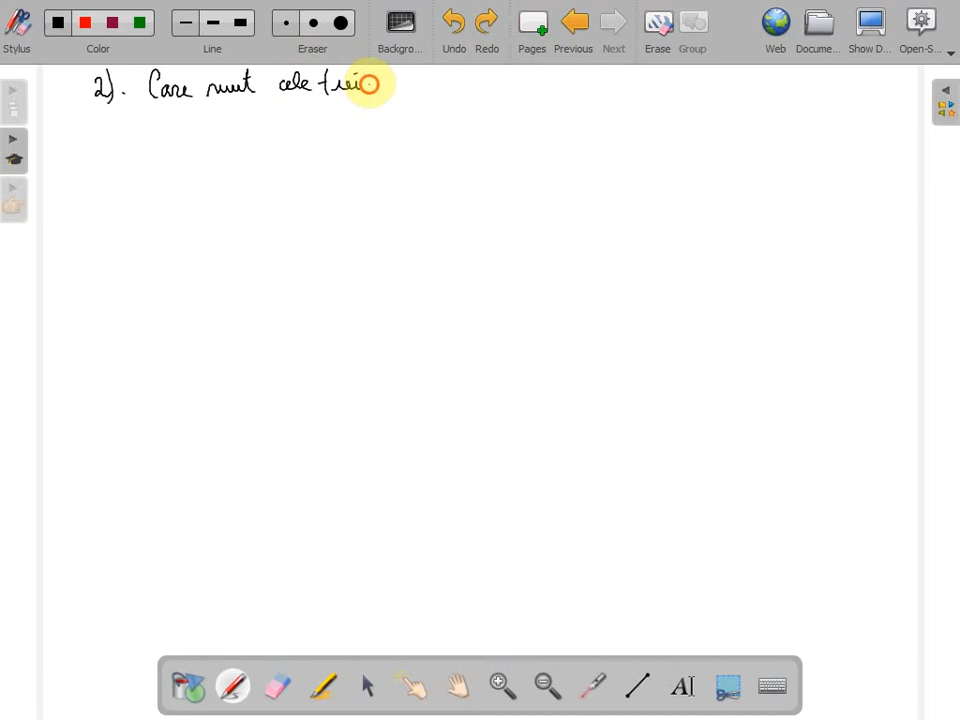 Stylus Color Line Eraser Backgro... Undo Redo Pages Previous Next Erase Group Web Docume... Show D... Open-S...
2). Care sunt cele trei